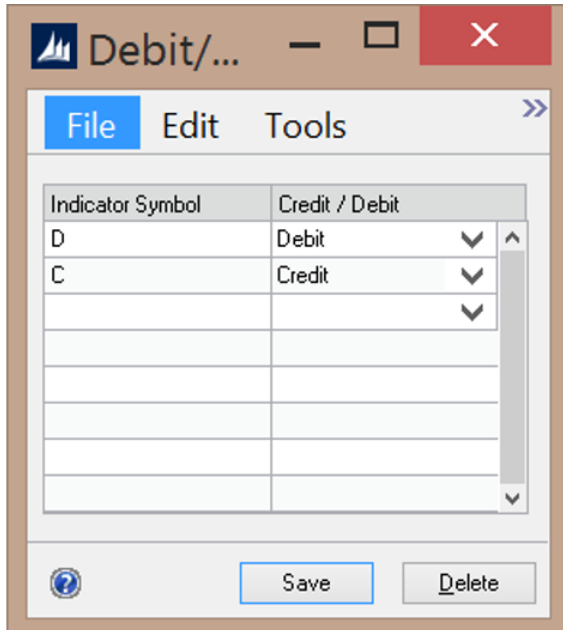 Debit/...
File Edit Tools
Indicator Symbol Credit / Debit
D Debit
C Credit
Save Delete